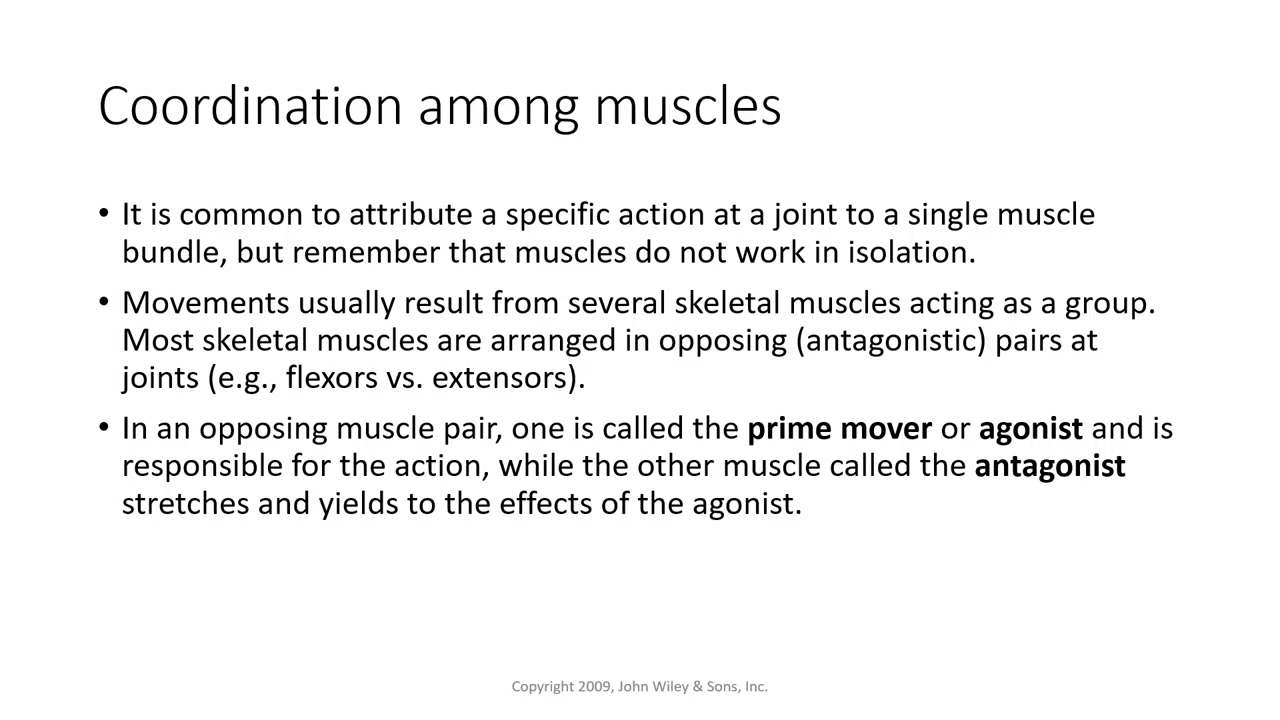 Coordination among muscles
• It is common to attribute a specific action at a joint to a single muscle
bundle, but remember that muscles do not work in isolation.
• Movements usually result from several skeletal muscles acting as a group.
Most skeletal muscles are arranged in opposing (antagonistic) pairs at
joints (e.g., flexors vs. extensors).
• In an opposing muscle pair, one is called the prime mover or agonist and is
responsible for the action, while the other muscle called the antagonist
stretches and yields to the effects of the agonist.
Copyright 2009, John Wiley & Sons, Inc.